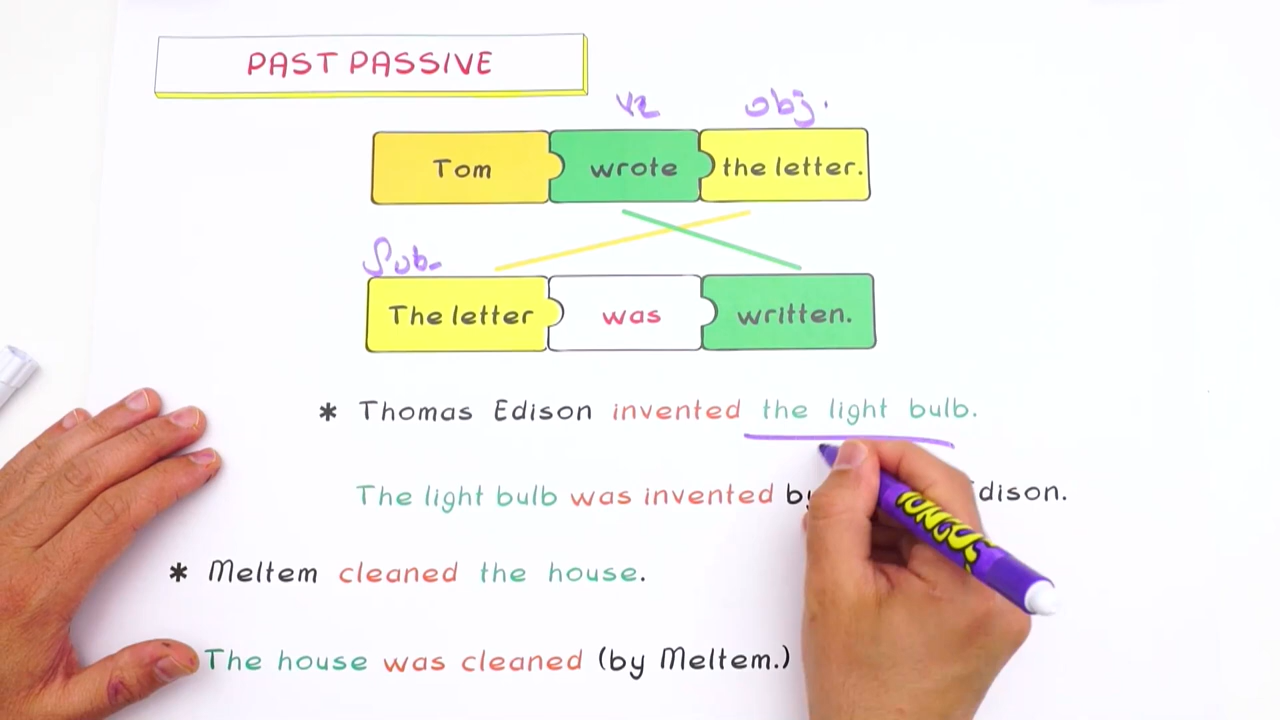 PAST PASSIVE
V2 obj.
Tom wrote the letter.
Sub.
The letter was written.
* Thomas Edison invented the light bulb.
The light bulb was invented by dison.
* Meltem cleaned the house.
The house was cleaned (by Meltem.)